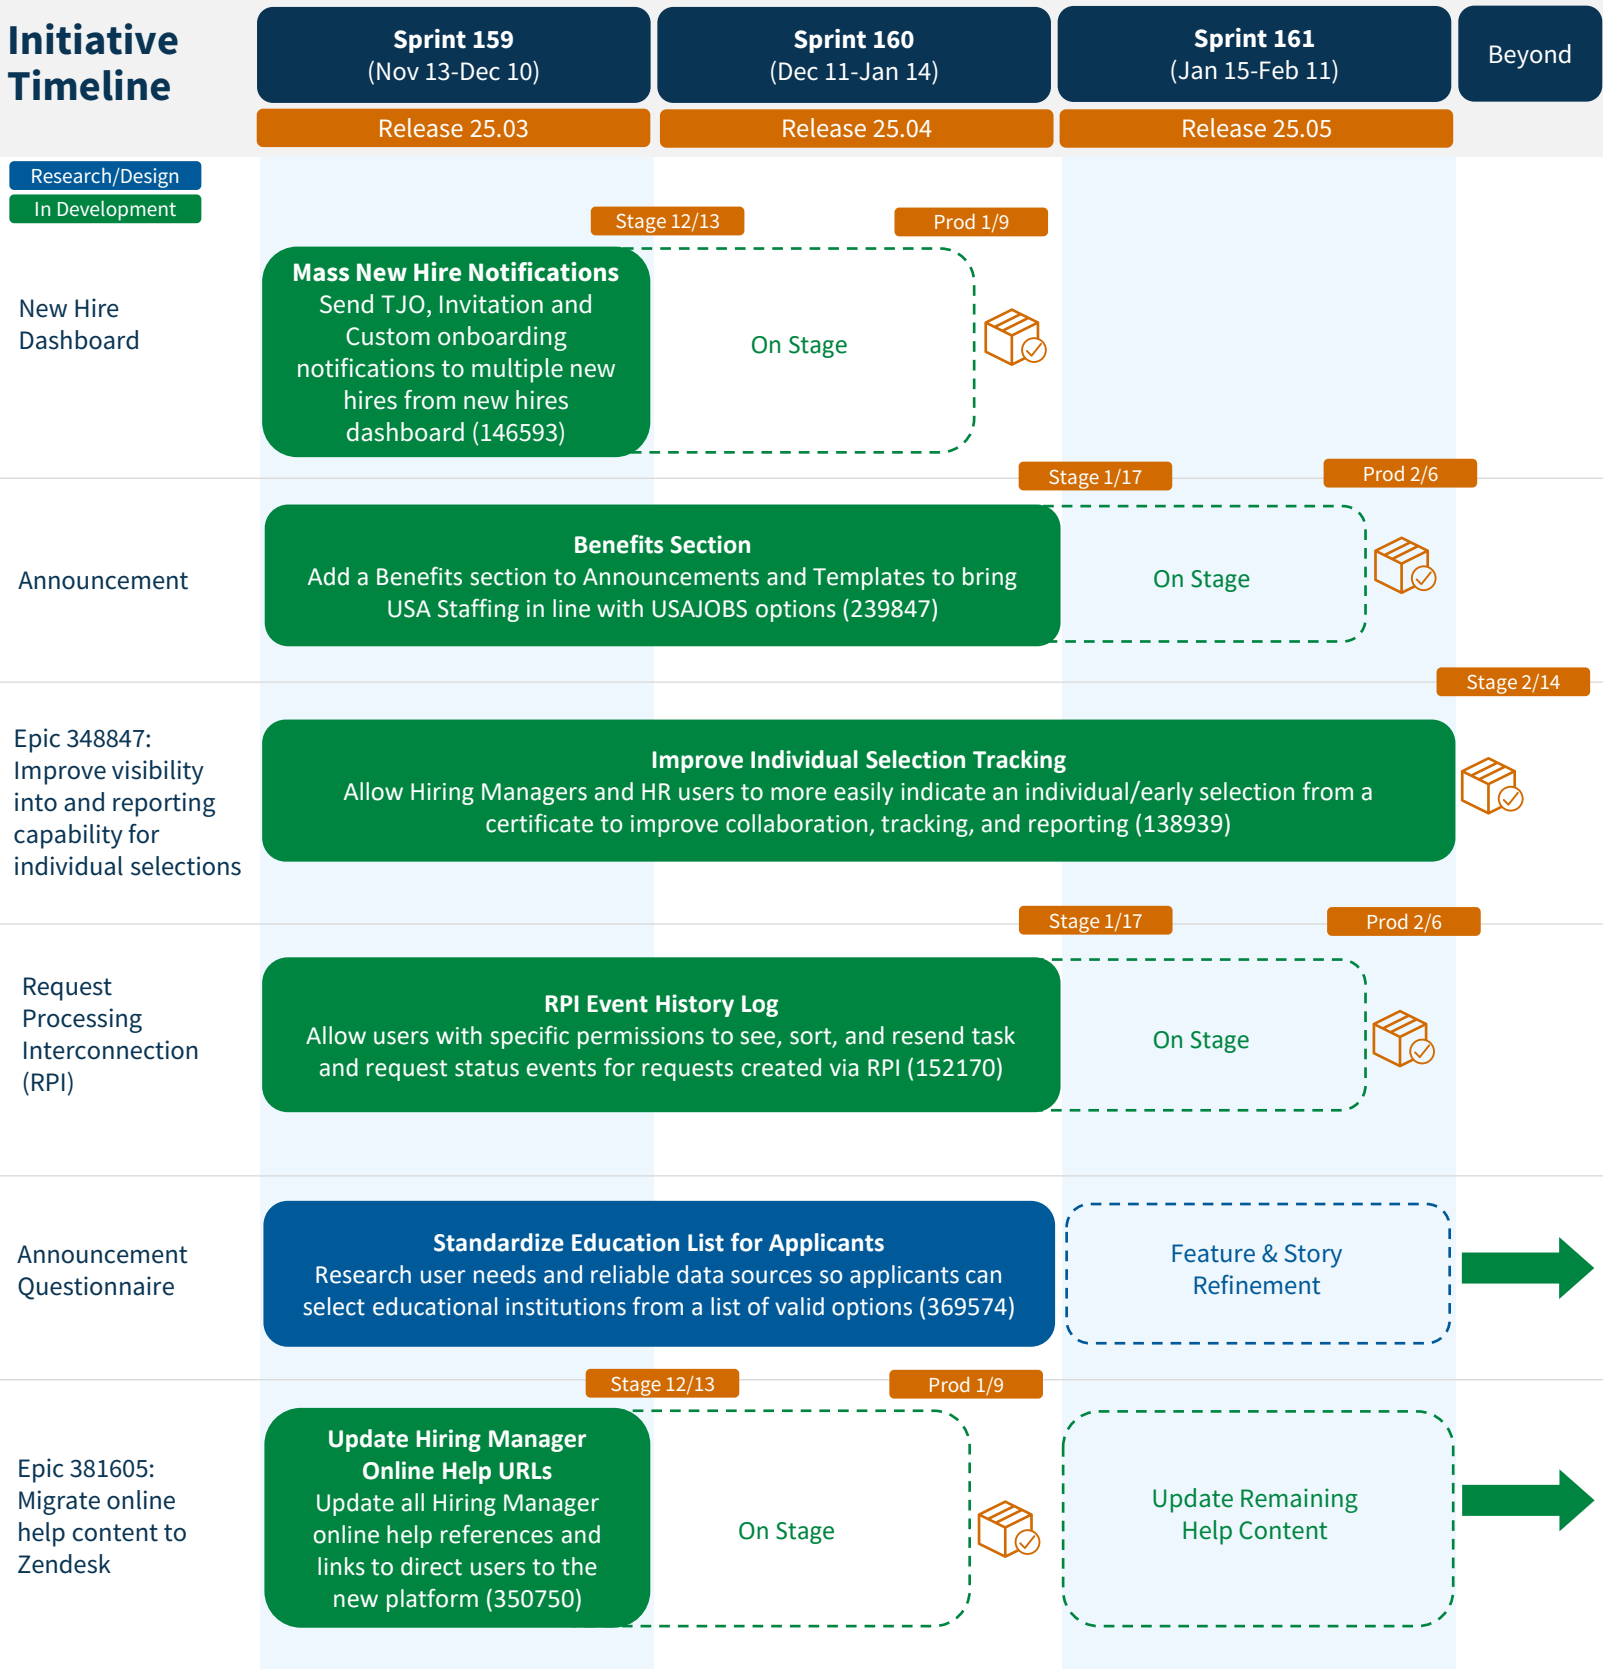 Initiative
Timeline
Sprint 159
(Nov 13-Dec 10)
Sprint 160
(Dec 11-Jan 14)
Sprint 161
(Jan 15-Feb 11)
Beyond
Release 25.03
Release 25.04
Release 25.05
Research/Design
In Development
Stage 12/13
Prod 1/9
New Hire
Dashboard
Mass New Hire Notifications
Send TJO, Invitation and
Custom onboarding
notifications to multiple new
hires from new hires
dashboard (146593)
On Stage
Stage 1/17
Prod 2/6
Announcement
Benefits Section
Add a Benefits section to Announcements and Templates to bring
USA Staffing in line with USAJOBS options (239847)
On Stage
Stage 2/14
Epic 348847:
Improve visibility
into and reporting
capability for
individual selections
Improve Individual Selection Tracking
Allow Hiring Managers and HR users to more easily indicate an individual/early selection from a
certificate to improve collaboration, tracking, and reporting (138939)
Stage 1/17
Prod 2/6
Request
Processing
Interconnection
(RPI)
RPI Event History Log
Allow users with specific permissions to see, sort, and resend task
and request status events for requests created via RPI (152170)
On Stage
Announcement
Questionnaire
Standardize Education List for Applicants
Research user needs and reliable data sources so applicants can
select educational institutions from a list of valid options (369574)
Feature & Story
Refinement
Stage 12/13
Prod 1/9
Epic 381605:
Migrate online
help content to
Zendesk
Update Hiring Manager
Online Help URLs
Update all Hiring Manager
online help references and
links to direct users to the
new platform (350750)
On Stage
Update Remaining
Help Content